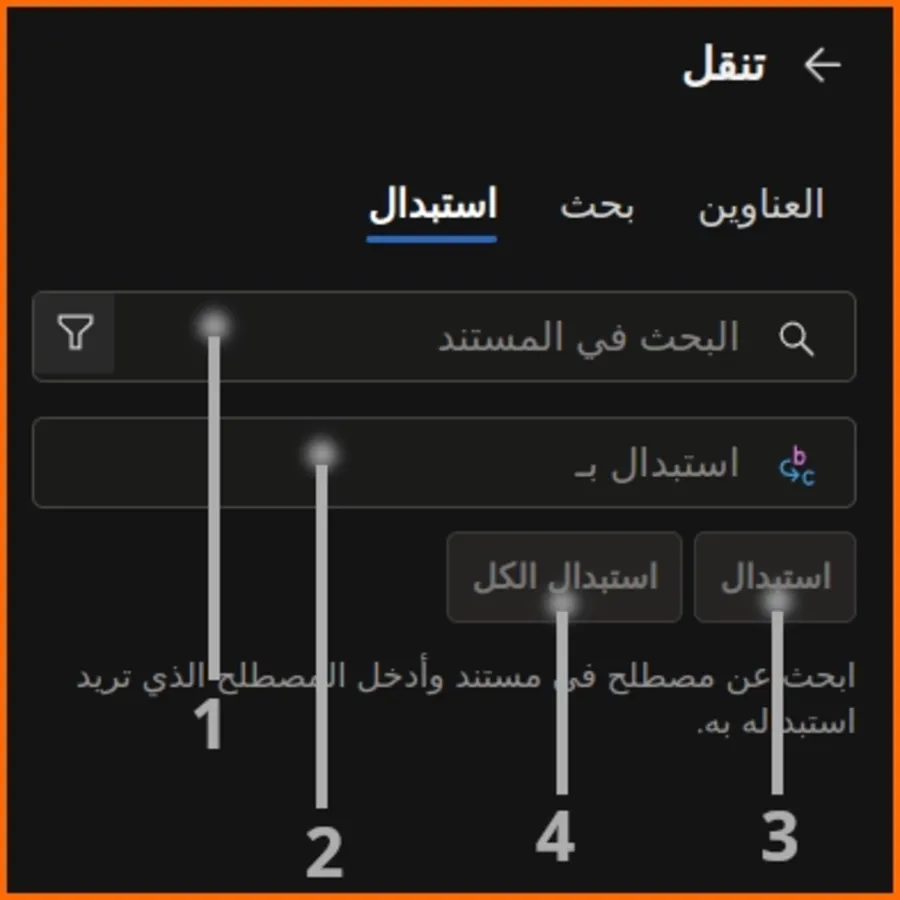 تنقل
العناوين بحث استبدال
البحث في المستند
استبدال بـ
استبدال استبدال الكل
ابحث عن مصطلح في مستند وأدخل المصطلح الذي تريد
استبداله به.
1
2
3 4